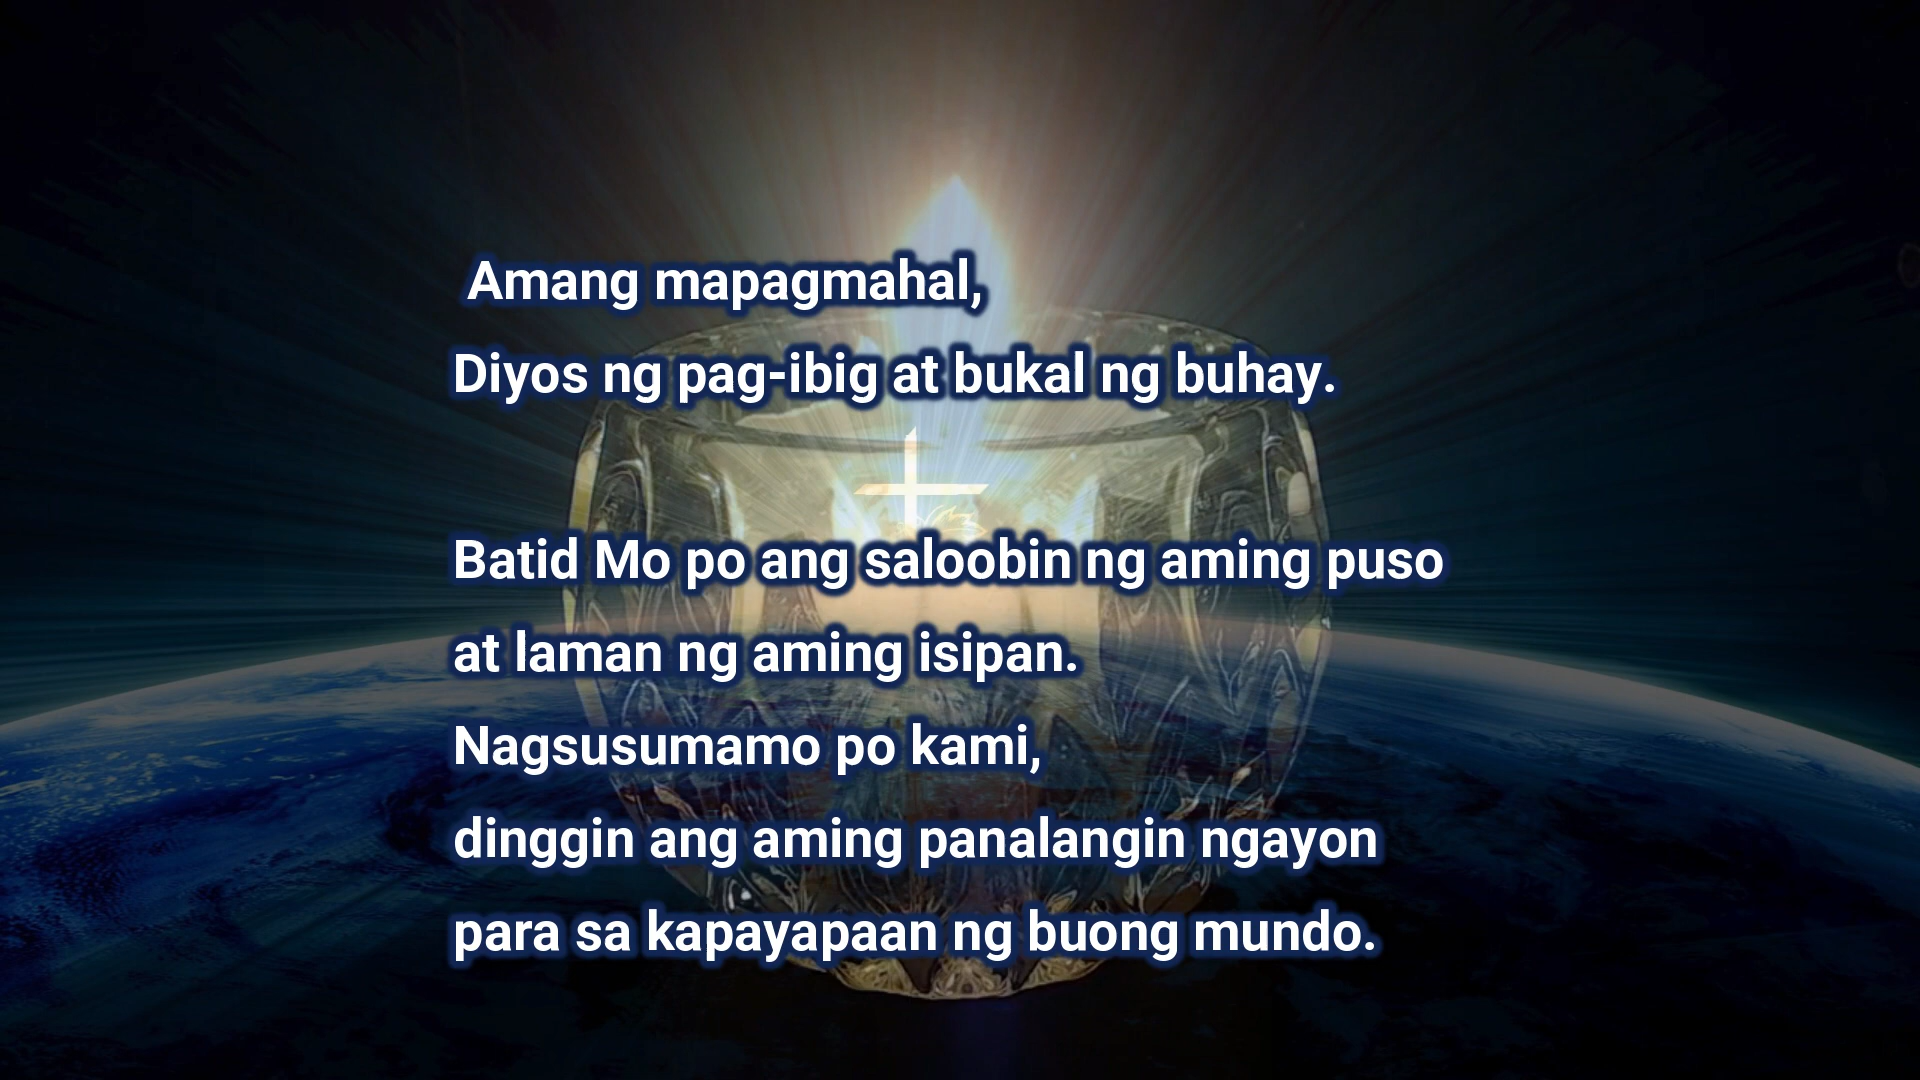 Amang mapagmahal,
Diyos ng pag-ibig at bukal ng buhay.
Batid Mo po ang saloobin ng aming puso
at laman ng aming isipan.
Nagsusumamo po kami,
dinggin ang aming panalangin ngayon
para sa kapayapaan ng buong mundo.